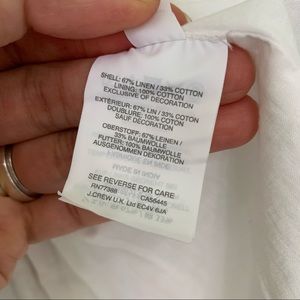 SHELL: 67% LINEN / 33% COTTON
LINING: 100% COTTON
EXCLUSIVE OF DECORATION
EXTÉRIEUR: 67% LIN / 33% COTON
DOUBLURE: 100% COTON
SAUF DÉCORATION
OBERSTOFF: 67% LEINEN /
33% BAUMWOLLE
FUTTER: 100% BAUMWOLLE
AUSGENOMMEN DEKORATION
SEE REVERSE FOR CARE
RN77388 CA56445
J.CREW U.K. Ltd EC4V 6JA